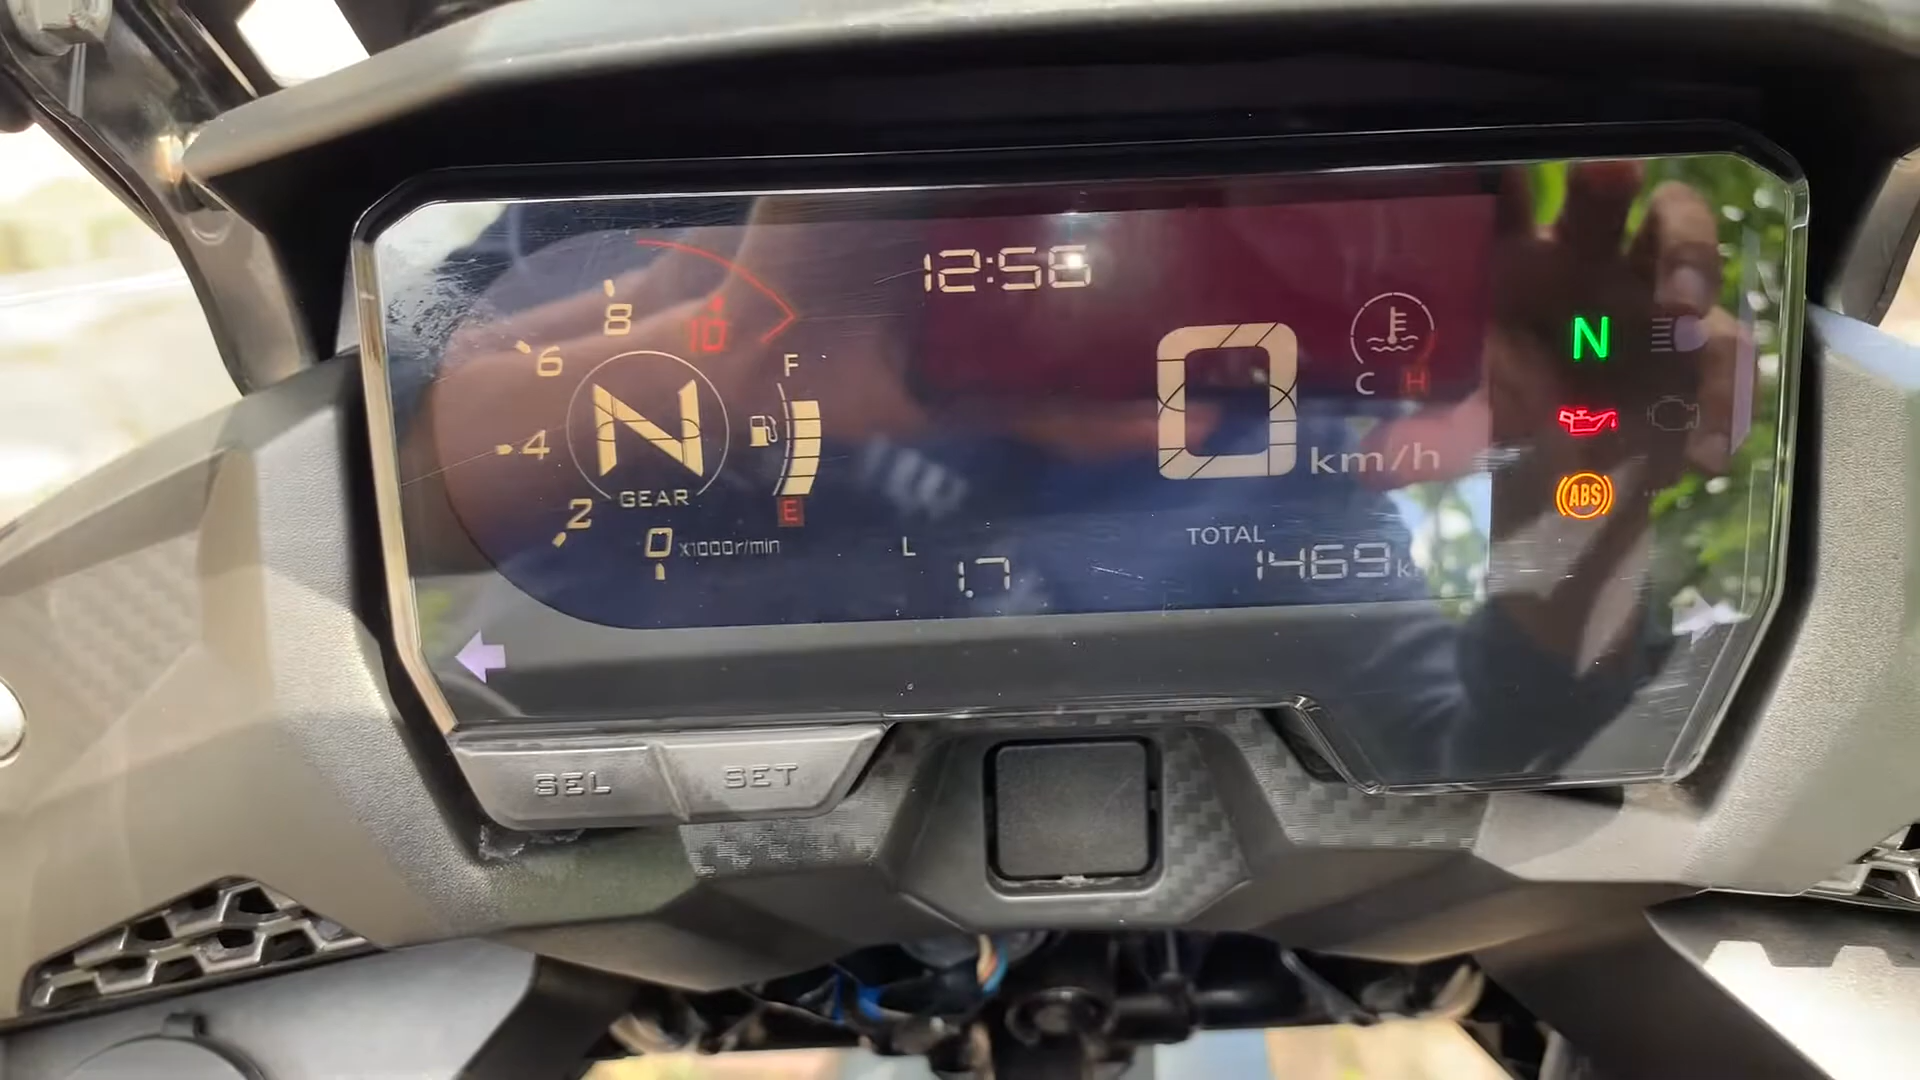 12:56
8
10
6
F
C H
N
N
4
km/h
0
GEAR
ABS
E
2
0 x1000r/min
TOTAL
L
1.7
1469 km
SEL SET